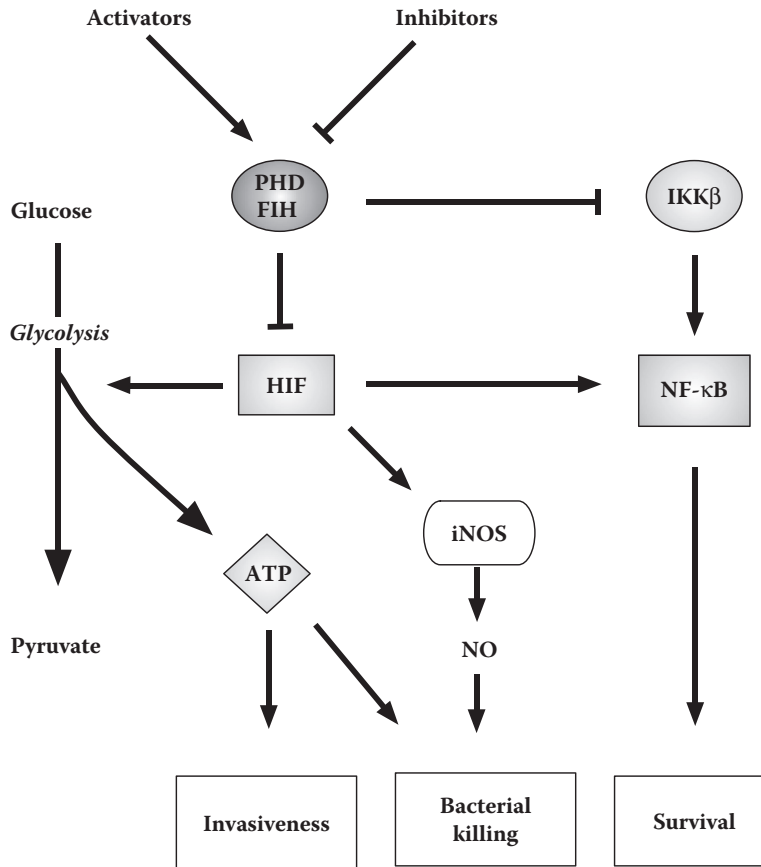 Activators
Inhibitors
PHD
FIH
IKKβ
Glucose
Glycolysis
HIF
NF-κB
iNOS
ATP
Pyruvate
NO
Invasiveness
Bacterial
killing
Survival